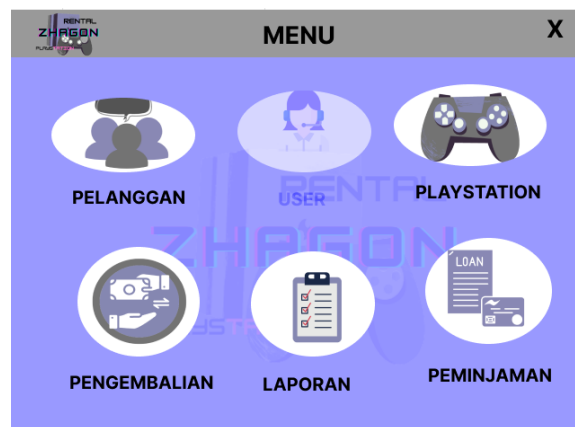 RENTAL
ZHAGON
MENU
X
PELANGGAN
USER
PLAYSTATION
RENTAL
ZHAGON
LOAN
PENGEMBALIAN
LAPORAN
PEMINJAMAN